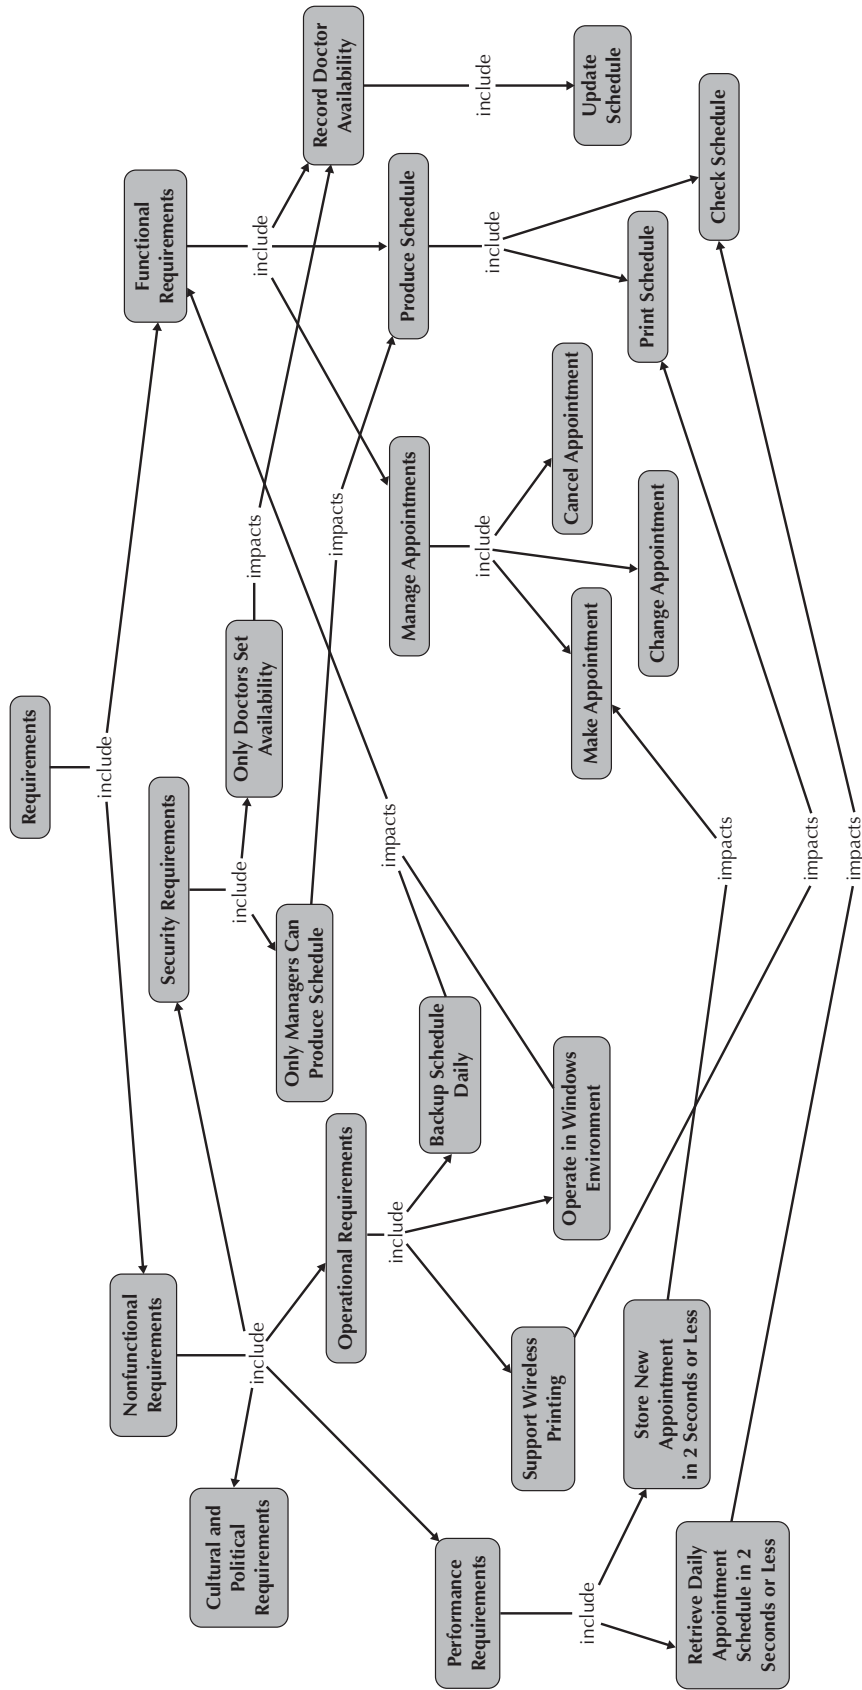 Requirements
include
Nonfunctional
Requirements
Functional
Requirements
include
Cultural and
Political
Requirements
Performance
Requirements
Operational Requirements
Security Requirements
include
Retrieve Daily
Appointment
Schedule in 2
Seconds or Less
Store New
Appointment
in 2 Seconds or Less
include
Support Wireless
Printing
Operate in Windows
Environment
Backup Schedule
Daily
include
Only Managers Can
Produce Schedule
Only Doctors Set
Availability
impacts
impacts
impacts
impacts
impacts
impacts
include
Manage Appointments
Produce Schedule
Record Doctor
Availability
include
Make Appointment
Change Appointment
Cancel Appointment
include
Print Schedule
Check Schedule
include
Update
Schedule